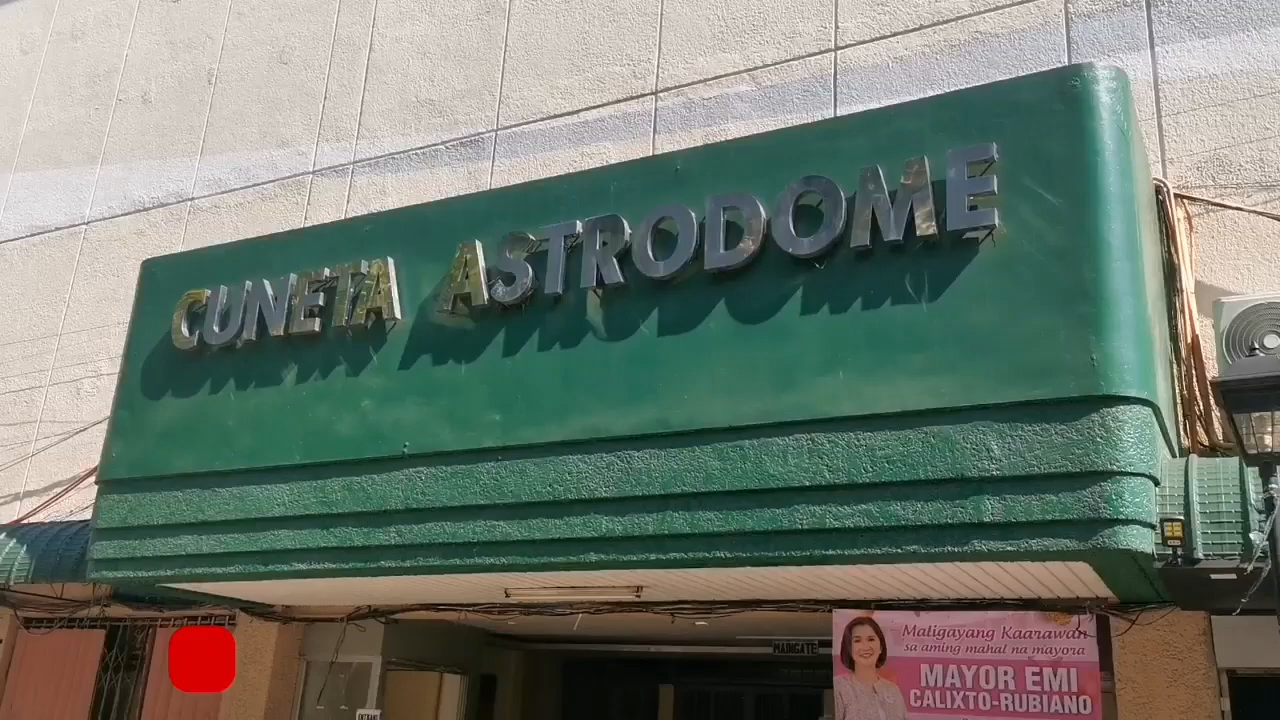 CUNETA ASTRODOME
MAINGATE
Maligayang Kaarawan
sa aming mahal na mayora
MAYOR EMI
CALIXTO-RUBIANO